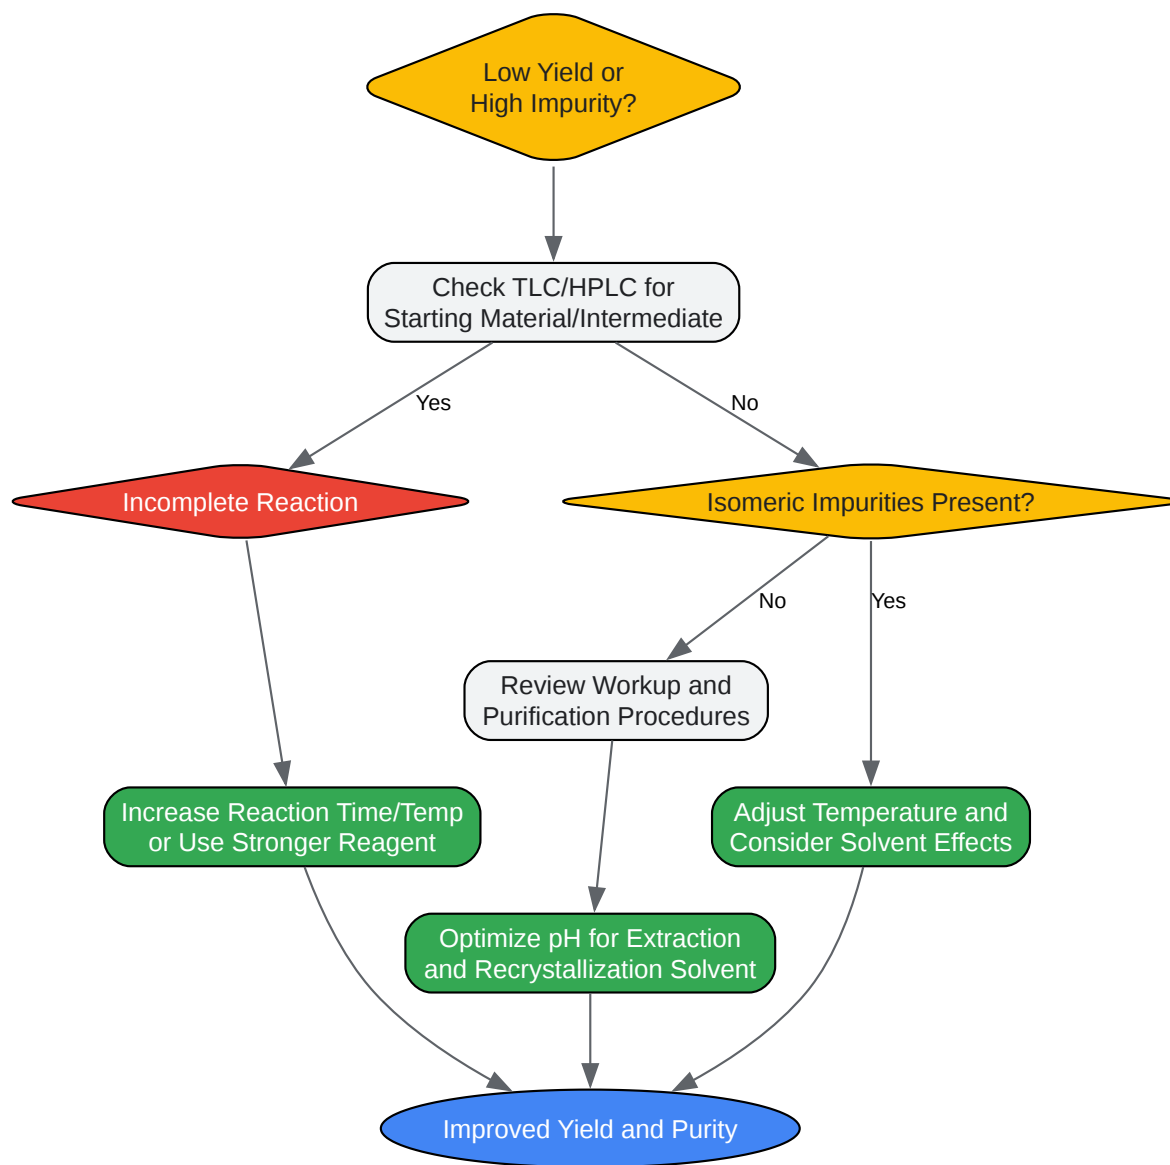 Low Yield or
High Impurity?
Check TLC/HPLC for
Starting Material/Intermediate
Yes
No
Incomplete Reaction
Isomeric Impurities Present?
No
Yes
Review Workup and
Purification Procedures
Increase Reaction Time/Temp
or Use Stronger Reagent
Adjust Temperature and
Consider Solvent Effects
Optimize pH for Extraction
and Recrystallization Solvent
Improved Yield and Purity